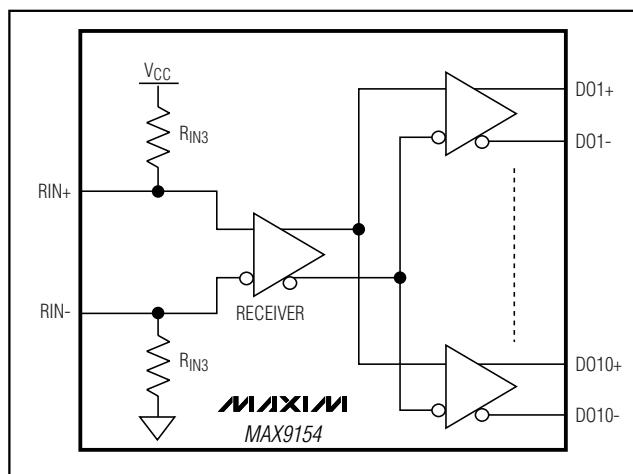 VCC
RIN3
RIN+
RECEIVER
RIN-
RIN3
MAXIM
MAX9154
DO1+
DO1-
DO10+
DO10-